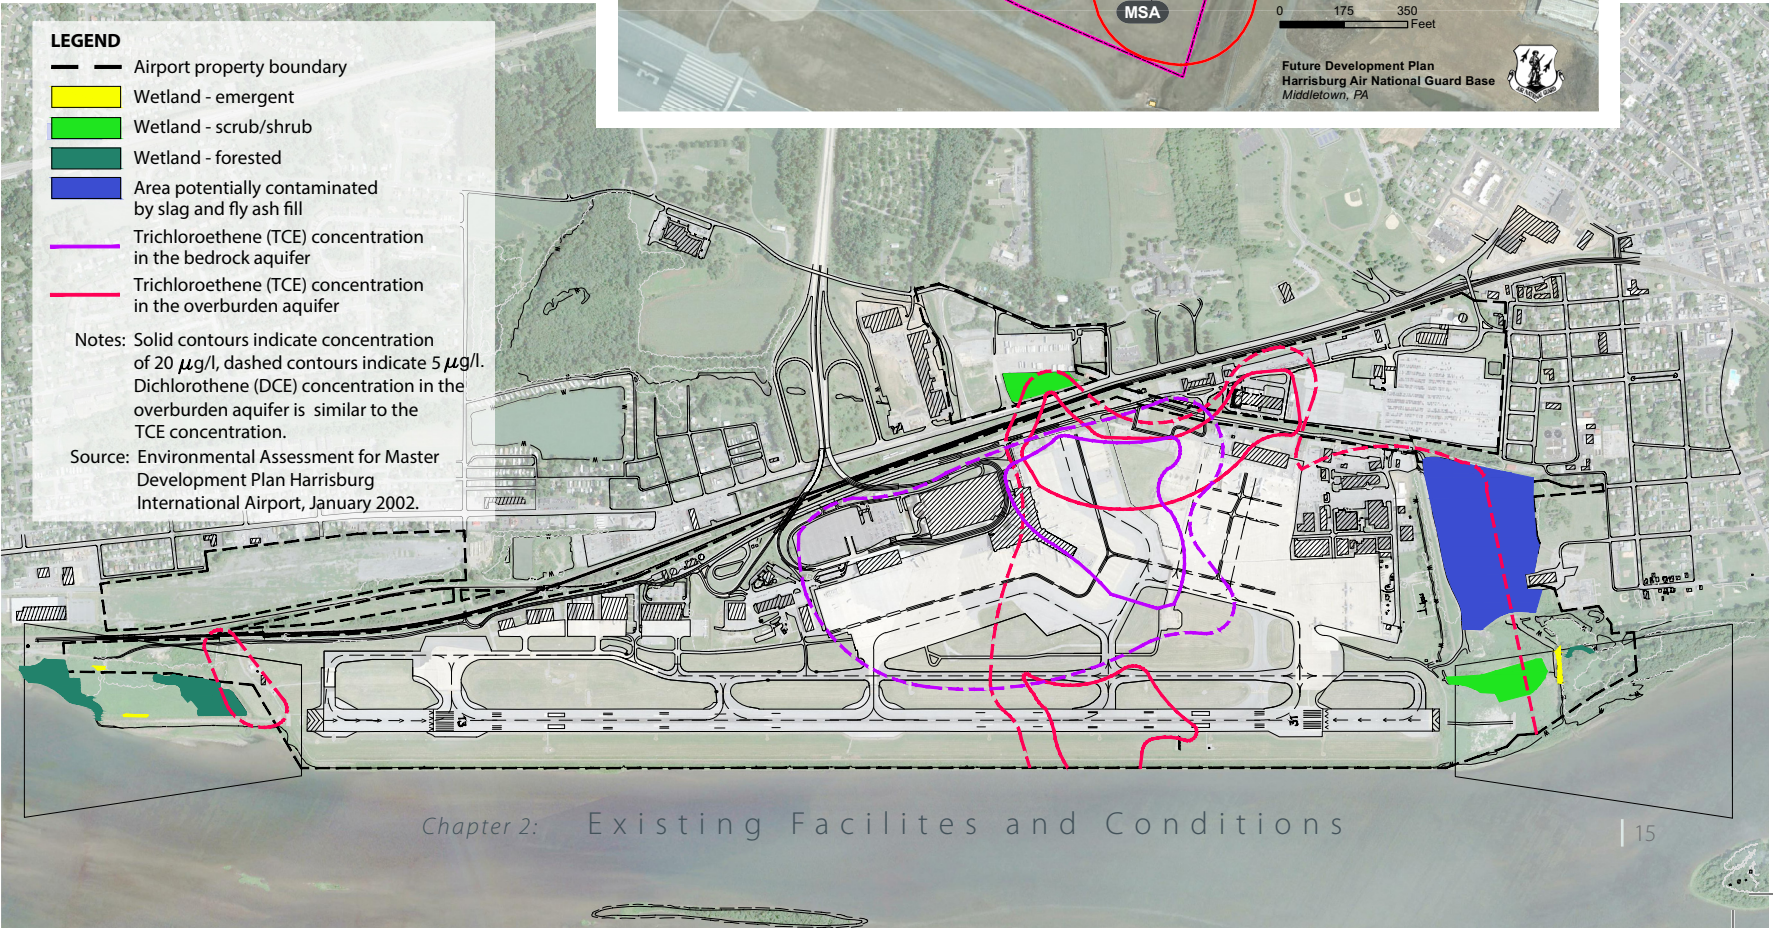 MSA
0 175 350
Feet
Future Development Plan
Harrisburg Air National Guard Base
Middletown, PA
AIR NATIONAL GUARD
31
LEGEND
Airport property boundary
Wetland - emergent
Wetland - scrub/shrub
Wetland - forested
Area potentially contaminated
by slag and fly ash fill
Trichloroethene (TCE) concentration
in the bedrock aquifer
Trichloroethene (TCE) concentration
in the overburden aquifer
Notes: Solid contours indicate concentration
of 20 µg/l, dashed contours indicate 5 µg/l.
Dichlorothene (DCE) concentration in the
overburden aquifer is similar to the
TCE concentration.
Source: Environmental Assessment for Master
Development Plan Harrisburg
International Airport, January 2002.
13
31
Chapter 2: Existing Facilites and Conditions
15